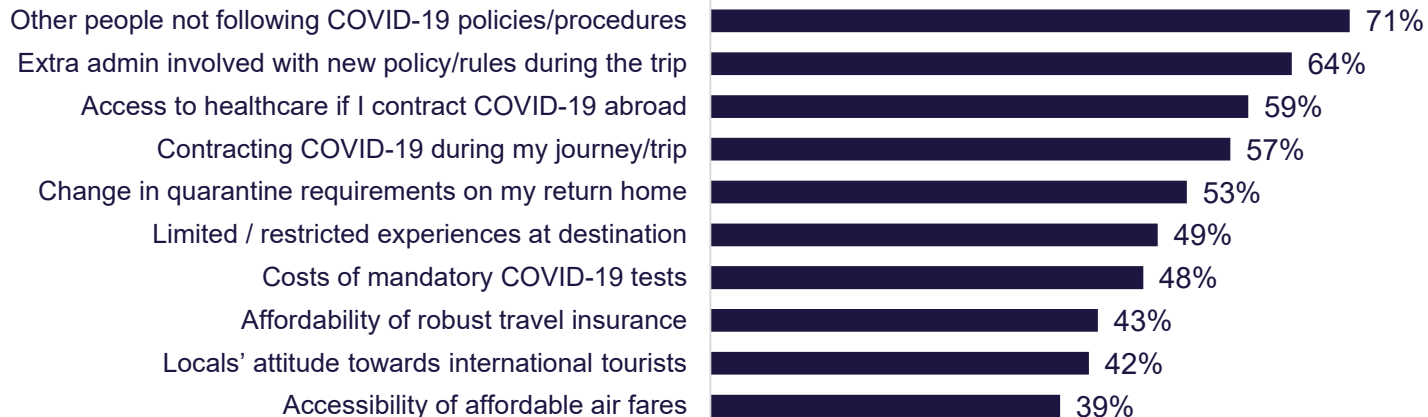 Other people not following COVID-19 policies/procedures 71%
Extra admin involved with new policy/rules during the trip 64%
Access to healthcare if I contract COVID-19 abroad 59%
Contracting COVID-19 during my journey/trip 57%
Change in quarantine requirements on my return home 53%
Limited / restricted experiences at destination 49%
Costs of mandatory COVID-19 tests 48%
Affordability of robust travel insurance 43%
Locals’ attitude towards international tourists 42%
Accessibility of affordable air fares 39%